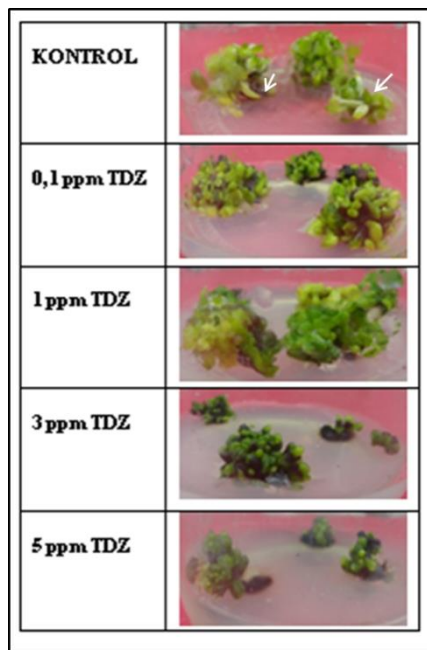 KONTROL
0,1 ppm TDZ
1 ppm TDZ
3 ppm TDZ
5 ppm TDZ